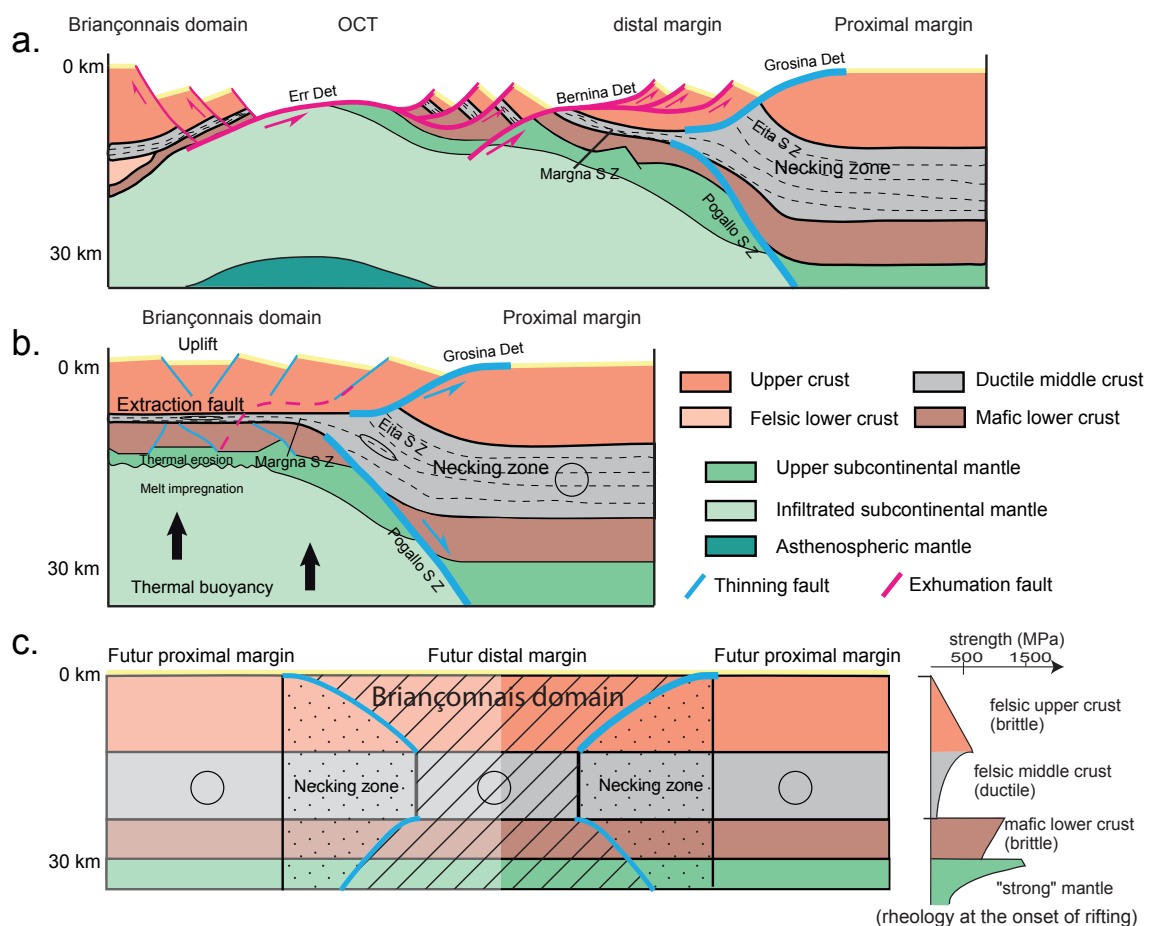 Briançonnais domain
OCT
distal margin
Proximal margin
a.
0 km
Grosina Det
Err Det
Bernina Det
Eita S Z
Necking zone
Margna S Z
Pogallo S Z
30 km
Briançonnais domain
Proximal margin
b.
Uplift
Grosina Det
0 km
Extraction fault
Eita S Z
Thermal erosion
Margna S Z
Necking zone
Melt impregnation
Pogallo S Z
30 km
Thermal buoyancy
Upper crust
Ductile middle crust
Felsic lower crust
Mafic lower crust
Upper subcontinental mantle
Infiltrated subcontinental mantle
Asthenospheric mantle
Thinning fault
Exhumation fault
c.
Futur proximal margin
Futur distal margin
Futur proximal margin
0 km
Briançonnais domain
Necking zone
Necking zone
30 km
strength (MPa)
500
1500
felsic upper crust
(brittle)
felsic middle crust
(ductile)
mafic lower crust
(brittle)
"strong" mantle
(rheology at the onset of rifting)